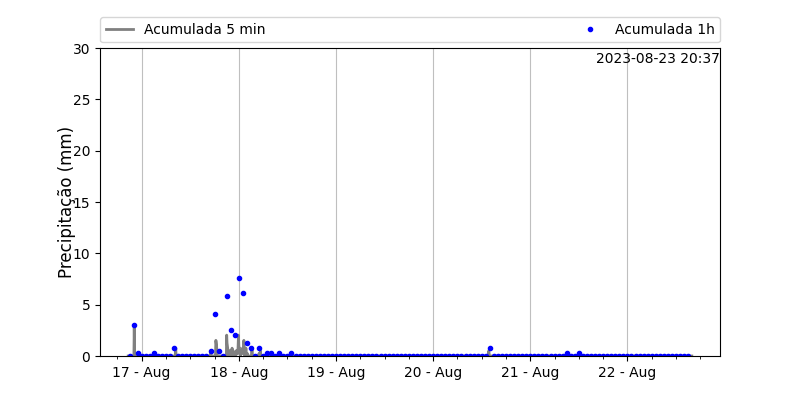 Acumulada 5 min
Acumulada 1h
2023-08-23 20:37
Precipitação (mm)
30
25
20
15
10
5
0
17 - Aug
18 - Aug
19 - Aug
20 - Aug
21 - Aug
22 - Aug